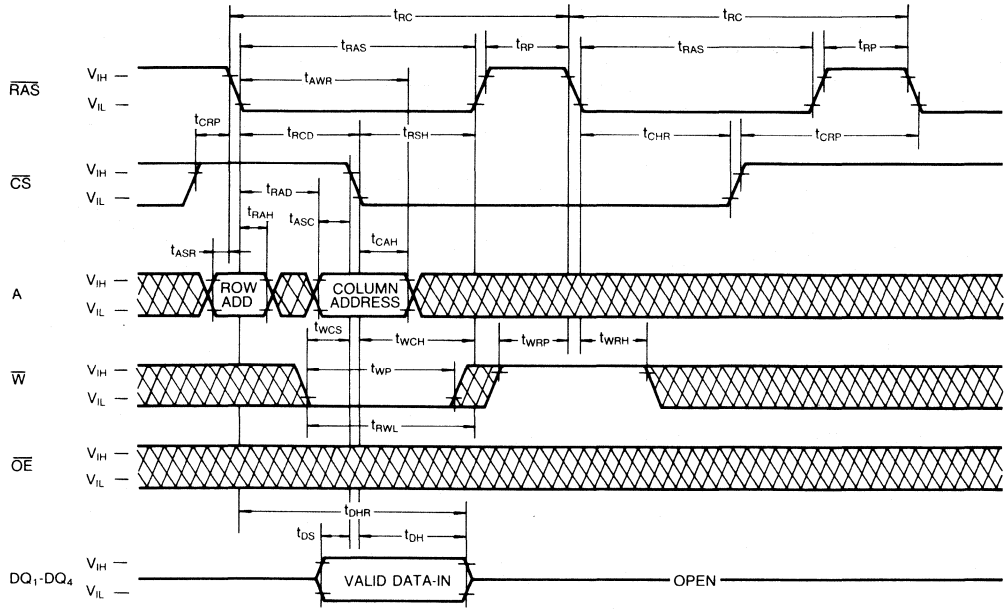 tRC tRC
tRAS tRP tRAS tRP
RAS VIH VIL tAWR
tCRP tRCD tRSH tCHR tCRP
CS VIH VIL tRAD
tRAH tASC
tASR tCAH
A VIH VIL ROW ADD COLUMN ADDRESS
tWCS tWCH tWRP tWRH
W VIH VIL tWP
tRWL
OE VIH VIL
tDHR
tDS tDH
DQ1-DQ4 VIH VIL VALID DATA-IN OPEN